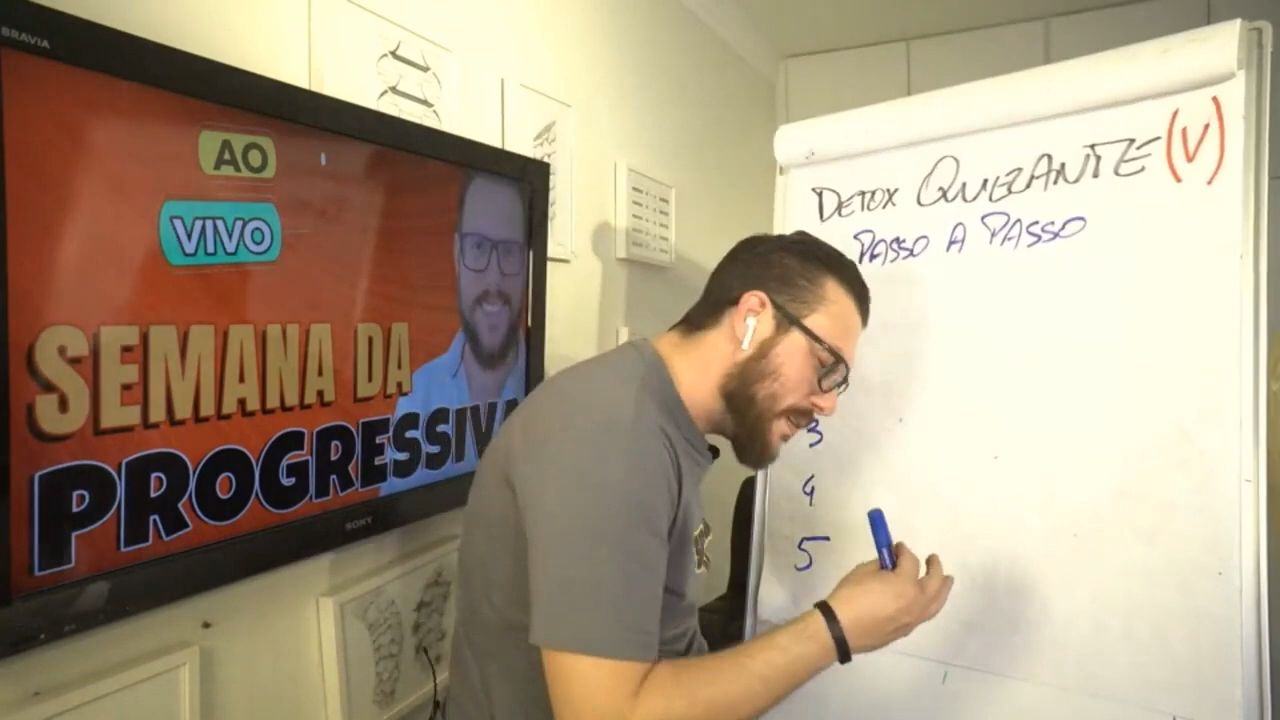 BRAVIA
AO
VIVO
SEMANA DA
PROGRESSIVA
SONY
DETOX QUELANTE (V)
PASSO A PASSO
3
4
5